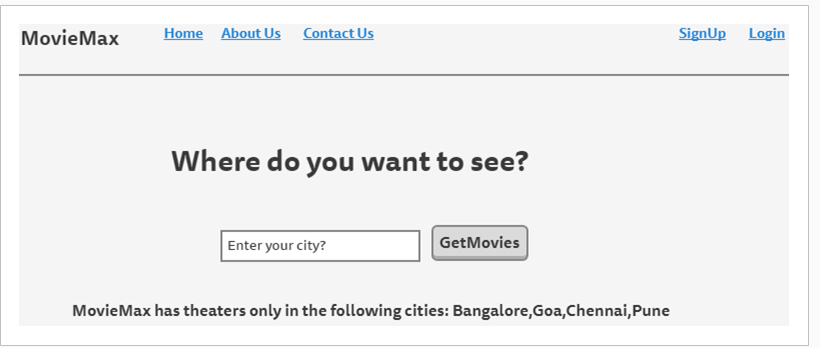 MovieMax Home About Us Contact Us SignUp Login
Where do you want to see?
Enter your city? GetMovies
MovieMax has theaters only in the following cities: Bangalore,Goa,Chennai,Pune